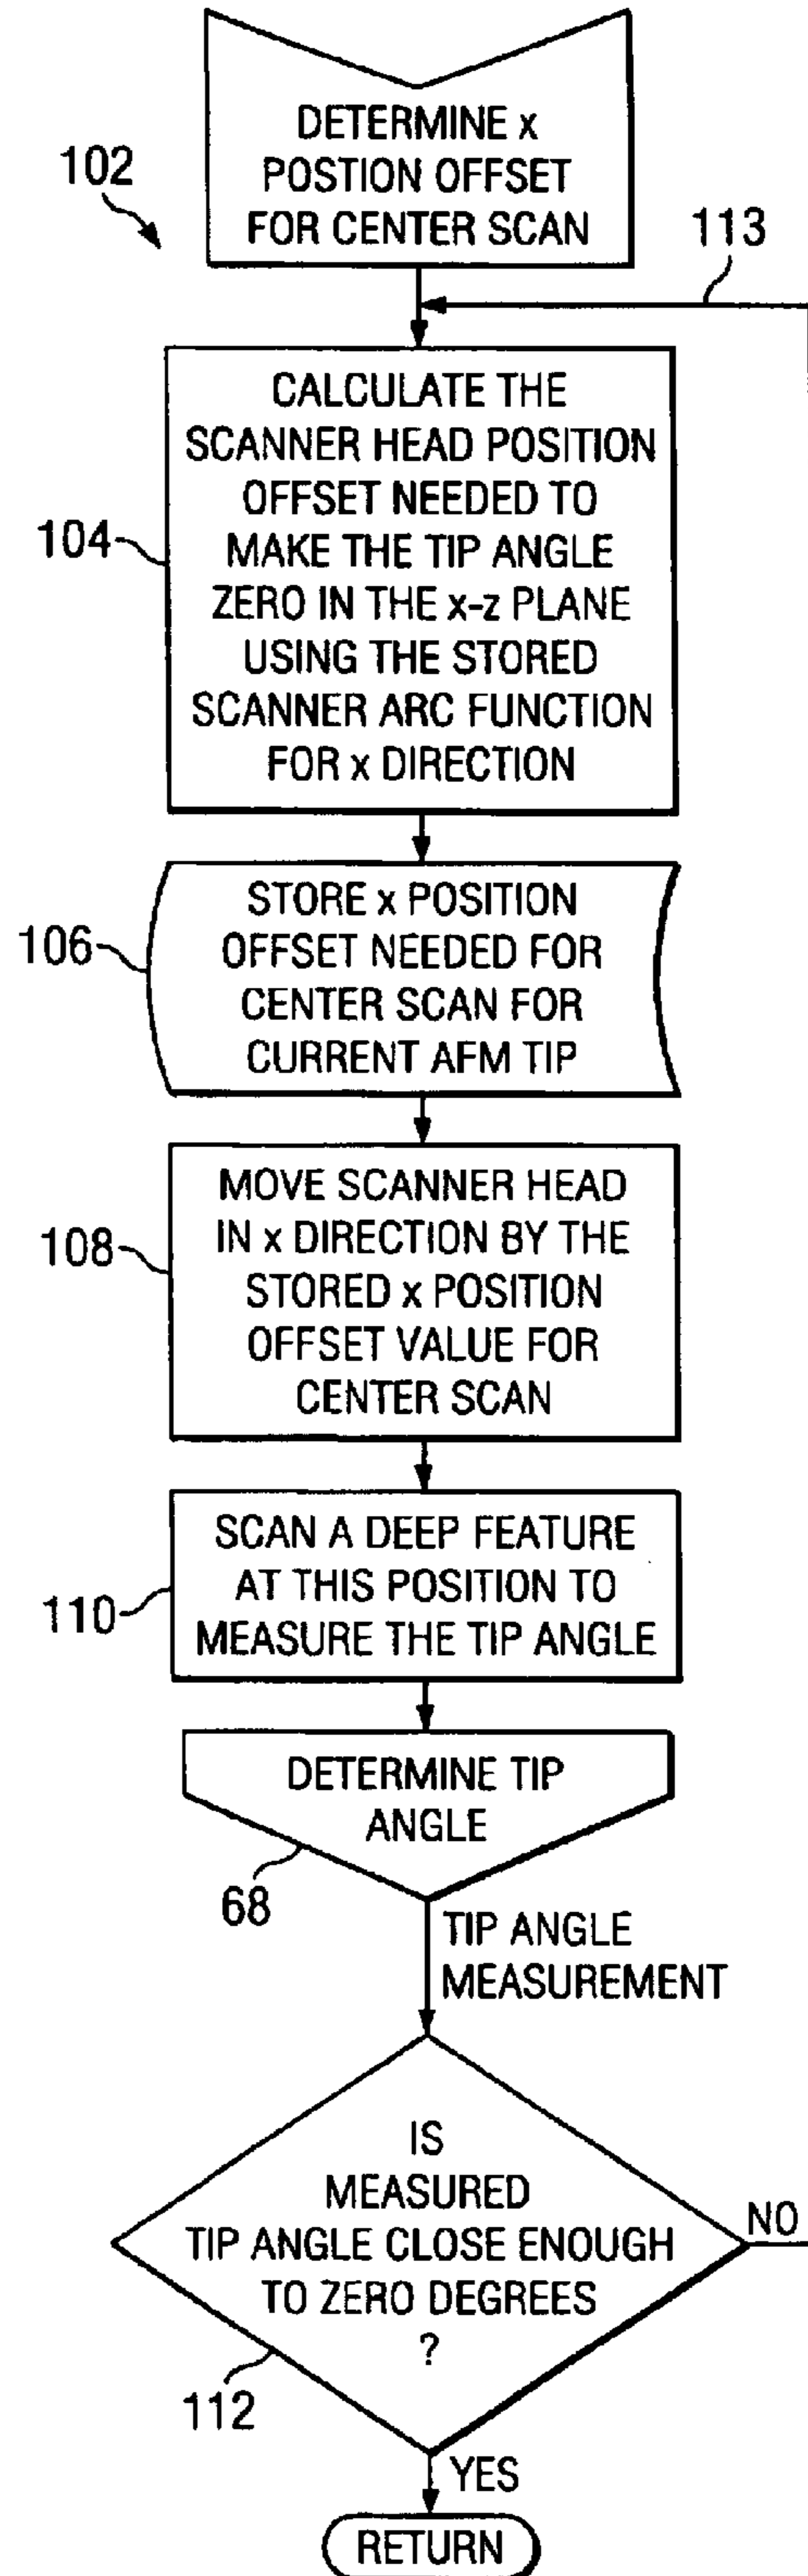 DETERMINE x
POSTION OFFSET
FOR CENTER SCAN
102
113
CALCULATE THE
SCANNER HEAD POSITION
OFFSET NEEDED TO
MAKE THE TIP ANGLE
ZERO IN THE x-z PLANE
USING THE STORED
SCANNER ARC FUNCTION
FOR x DIRECTION
104
STORE x POSITION
OFFSET NEEDED FOR
CENTER SCAN FOR
CURRENT AFM TIP
106
MOVE SCANNER HEAD
IN x DIRECTION BY THE
STORED x POSITION
OFFSET VALUE FOR
CENTER SCAN
108
SCAN A DEEP FEATURE
AT THIS POSITION TO
MEASURE THE TIP ANGLE
110
DETERMINE TIP
ANGLE
68
TIP ANGLE
MEASUREMENT
IS
MEASURED
TIP ANGLE CLOSE ENOUGH
TO ZERO DEGREES
?
NO
112
YES
RETURN